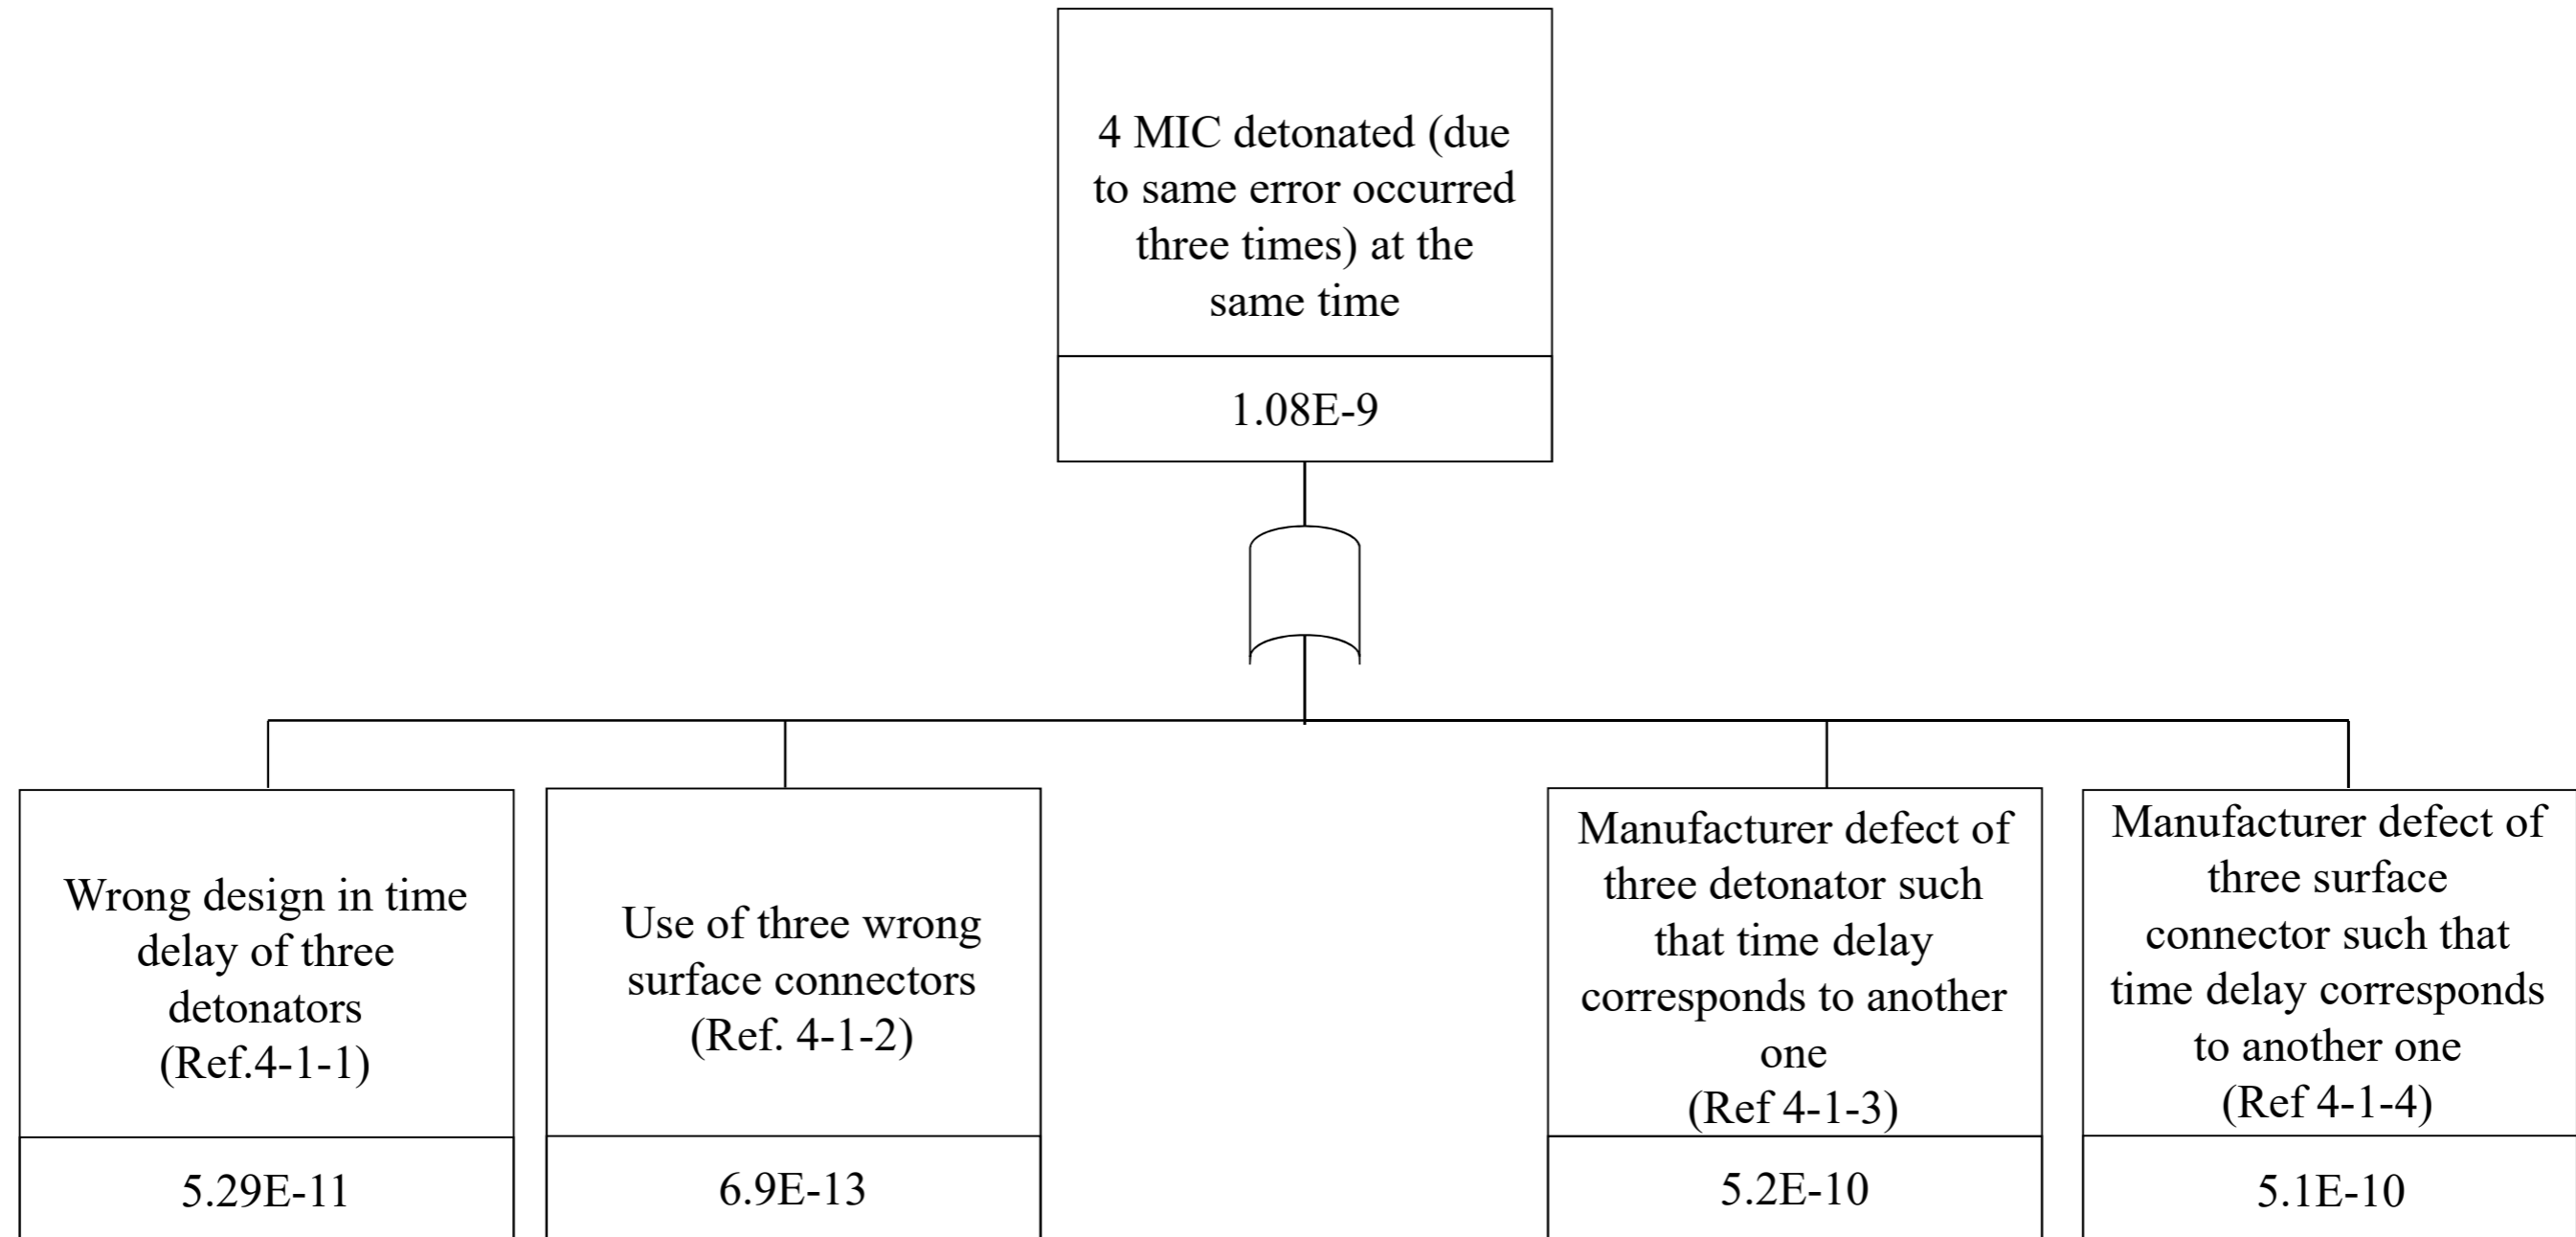 4 MIC detonated (due
to same error occurred
three times) at the
same time
1.08E-9
Wrong design in time
delay of three
detonators
(Ref.4-1-1)
5.29E-11
Use of three wrong
surface connectors
(Ref. 4-1-2)
6.9E-13
Manufacturer defect of
three detonator such
that time delay
corresponds to another
one
(Ref 4-1-3)
5.2E-10
Manufacturer defect of
three surface
connector such that
time delay corresponds
to another one
(Ref 4-1-4)
5.1E-10